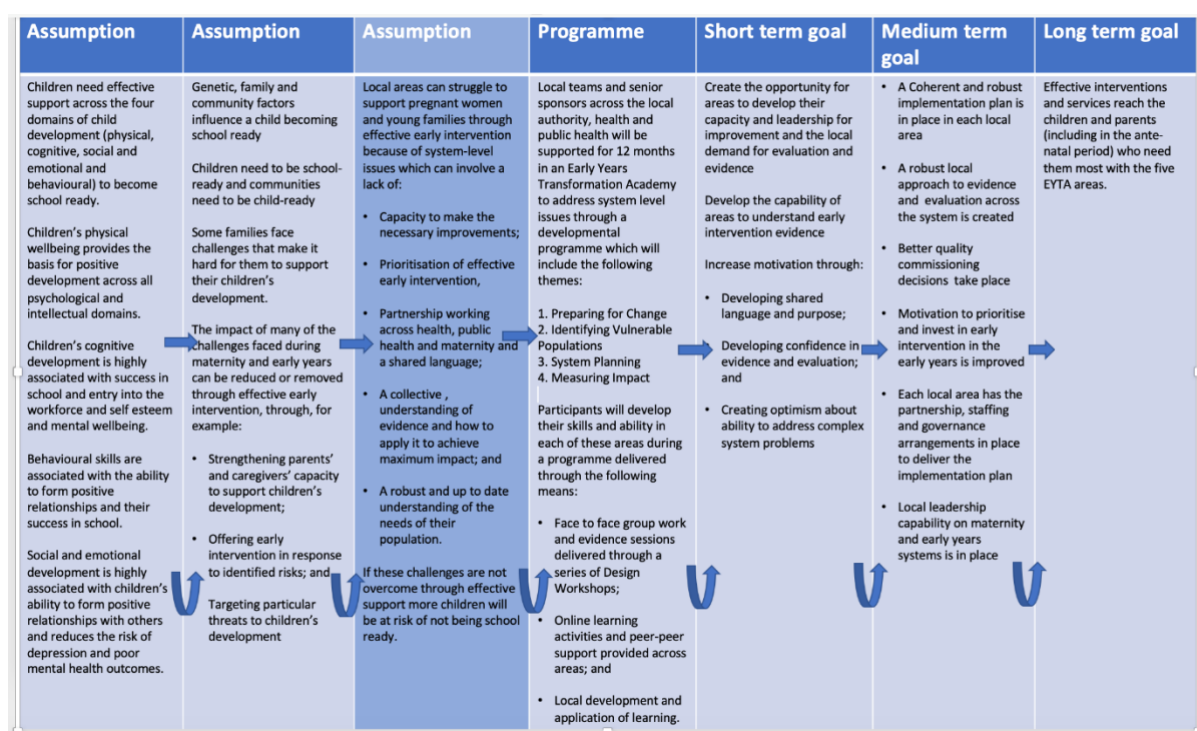 Assumption
Children need effective
support across the four
domains of child
development (physical,
cognitive, social and
emotional and
behavioural) to become
school ready.
Children's physical
wellbeing provides the
basis for positive
development across all
psychological and
intellectual domains.
Children's cognitive
development is highly
associated with success in
school and entry into the
workforce and self esteem
and mental wellbeing.
Behavioural skills are
associated with the ability
to form positive
relationships and their
success in school.
Social and emotional
development is highly
associated with children's
ability to form positive
relationships with others
and reduces the risk of
depression and poor
mental health outcomes.
Assumption
Genetic, family and
community factors
influence a child becoming
school ready
Children need to be school-
ready and communities
need to be child-ready
Some families face
challenges that make it
hard for them to support
their children's
development.
The impact of many of the
challenges faced during
maternity and early years
can be reduced or removed
through effective early
intervention, through, for
example:
• Strengthening parents'
and caregivers' capacity
to support children's
development;
• Offering early
intervention in response
to identified risks; and
Targeting particular
threats to children's
development
Assumption
Local areas can struggle to
support pregnant women
and young families through
effective early intervention
because of system-level
issues which can involve a
lack of:
• Capacity to make the
necessary improvements;
• Prioritisation of effective
early intervention,
• Partnership working
across health, public
health and maternity and
a shared language;
• A collective ,
understanding of
evidence and how to
apply it to achieve
maximum impact; and
• A robust and up to date
understanding of the
needs of their
population.
If these challenges are not
overcome through effective
support more children will
be at risk of not being school
ready.
Programme
Local teams and senior
sponsors across the local
authority, health and
public health will be
supported for 12 months
in an Early Years
Transformation Academy
to address system level
issues through a
developmental
programme which will
include the following
themes:
1. Preparing for Change
2. Identifying Vulnerable
Populations
3. System Planning
4. Measuring Impact
Participants will develop
their skills and ability in
each of these areas during
a programme delivered
through the following
means:
• Face to face group work
and evidence sessions
delivered through a
series of Design
Workshops;
• Online learning
activities and peer-peer
support provided across
areas; and
• Local development and
application of learning.
Short term goal
Create the opportunity for
areas to develop their
capacity and leadership for
improvement and the local
demand for evaluation and
evidence
Develop the capability of
areas to understand early
intervention evidence
Increase motivation through:
• Developing shared
language and purpose;
• Developing confidence in
evidence and evaluation;
and
• Creating optimism about
ability to address complex
system problems
Medium term
goal
• A Coherent and robust
implementation plan is
in place in each local
area
• A robust local
approach to evidence
and evaluation across
the system is created
• Better quality
commissioning
decisions take place
• Motivation to prioritise
and invest in early
intervention in the
early years is improved
• Each local area has the
partnership, staffing
and governance
arrangements in place
to deliver the
implementation plan
• Local leadership
capability on maternity
and early years
systems is in place
Long term goal
Effective interventions
and services reach the
children and parents
(including in the ante-
natal period) who need
them most with the five
EYTA areas.